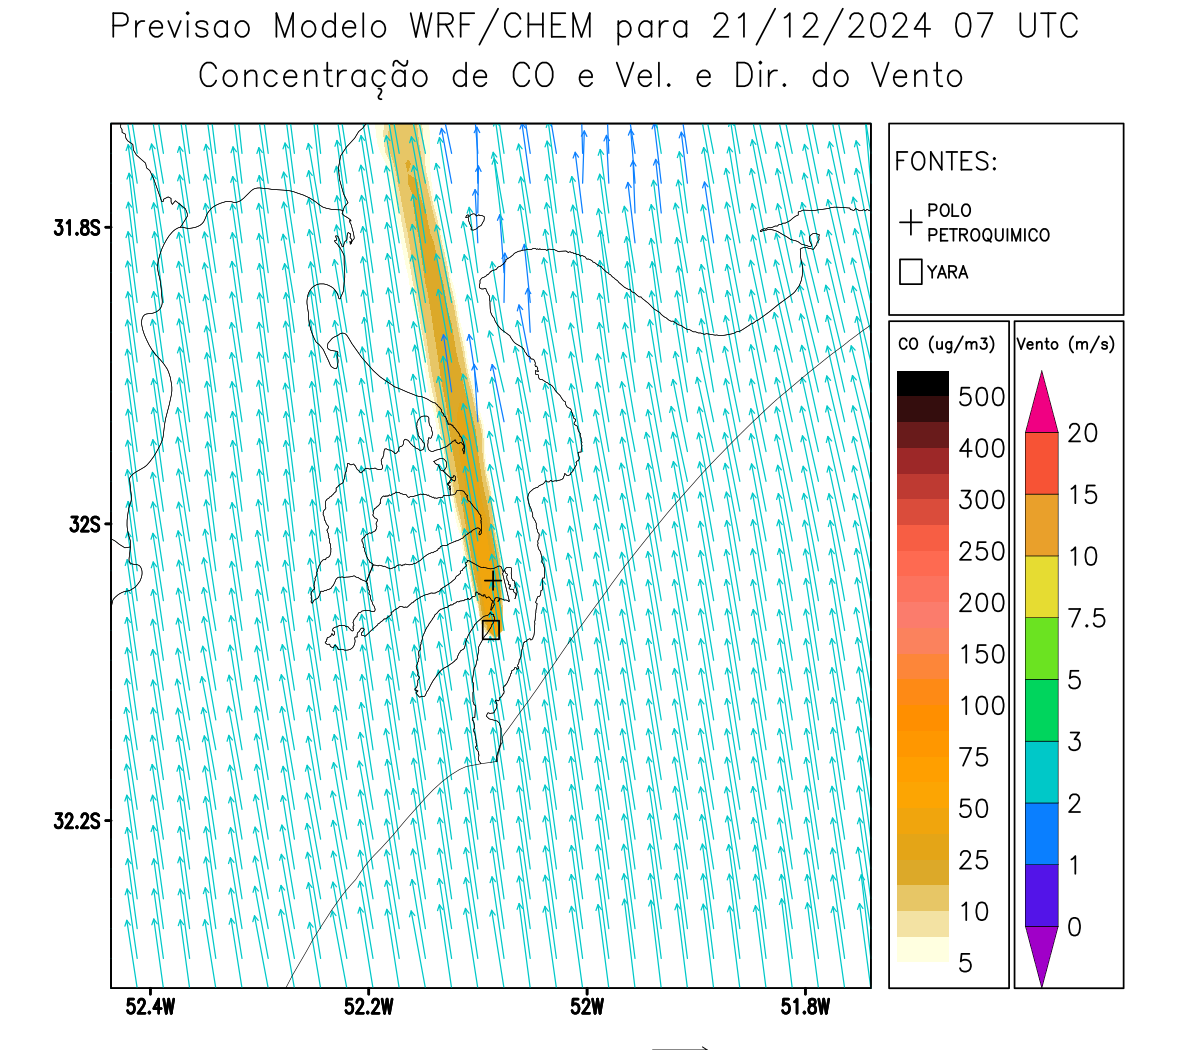 Previsao Modelo WRF/CHEM para 21/12/2024 07 UTC
Concentração de CO e Vel. e Dir. do Vento
FONTES:
POLO
PETROQUIMICO
YARA
CO (ug/m3)
500
400
300
250
200
150
100
75
50
25
10
5
Vento (m/s)
20
15
10
7.5
5
3
2
1
0
31.8S
32S
32.2S
52.4W
52.2W
52W
51.8W